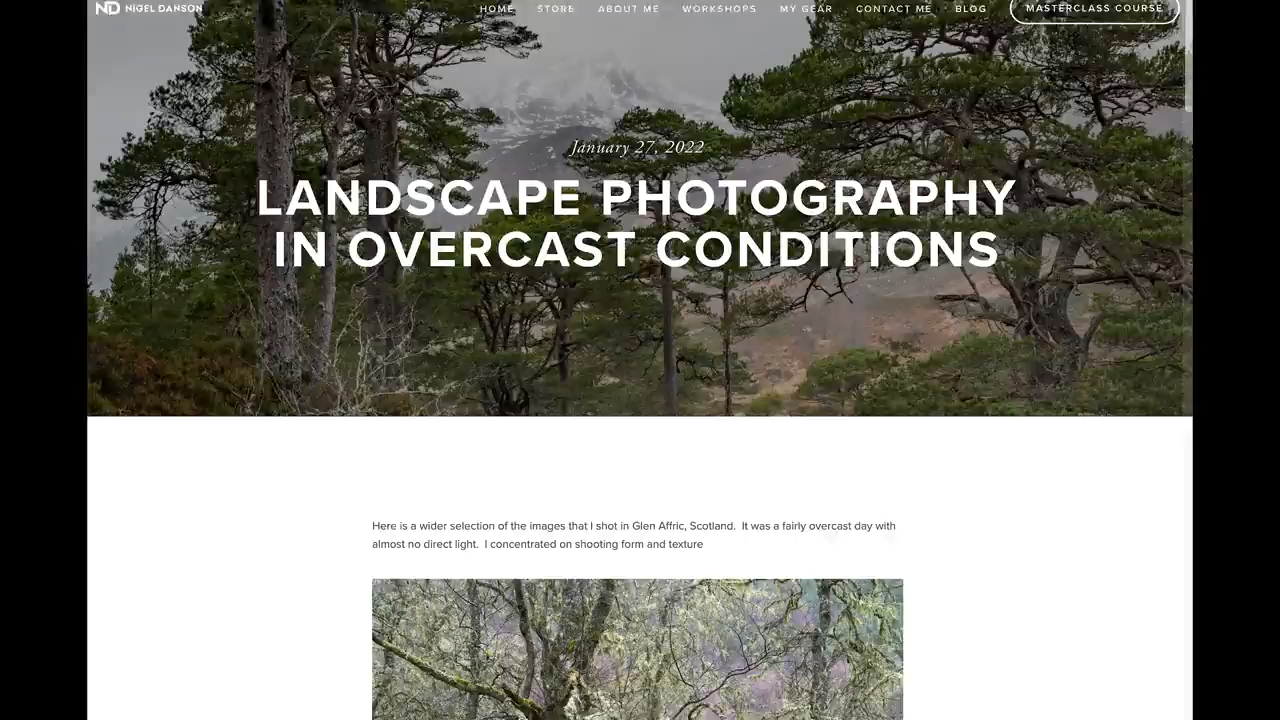 ND NIGEL DANSON HOME STORE ABOUT ME WORKSHOPS MY GEAR CONTACT ME BLOG MASTERCLASS COURSE
January 27, 2022
LANDSCAPE PHOTOGRAPHY
IN OVERCAST CONDITIONS
Here is a wider selection of the images that I shot in Glen Affric, Scotland. It was a fairly overcast day with
almost no direct light. I concentrated on shooting form and texture